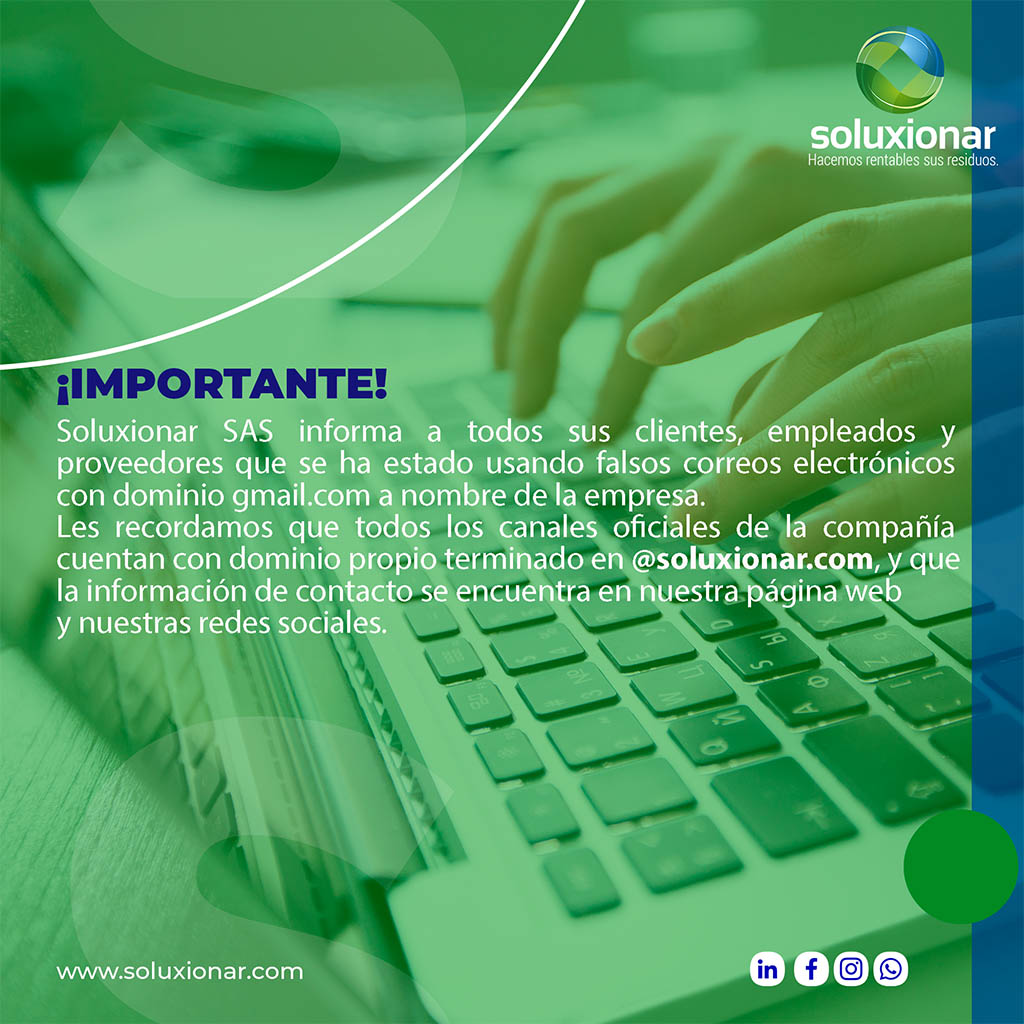 soluxionar
Hacemos rentables sus residuos.
¡IMPORTANTE!
Soluxionar SAS informa a todos sus clientes, empleados y
proveedores que se ha estado usando falsos correos electrónicos
con dominio gmail.com a nombre de la empresa.
Les recordamos que todos los canales oficiales de la compañía
cuentan con dominio propio terminado en @soluxionar.com, y que
la información de contacto se encuentra en nuestra página web
y nuestras redes sociales.
www.soluxionar.com